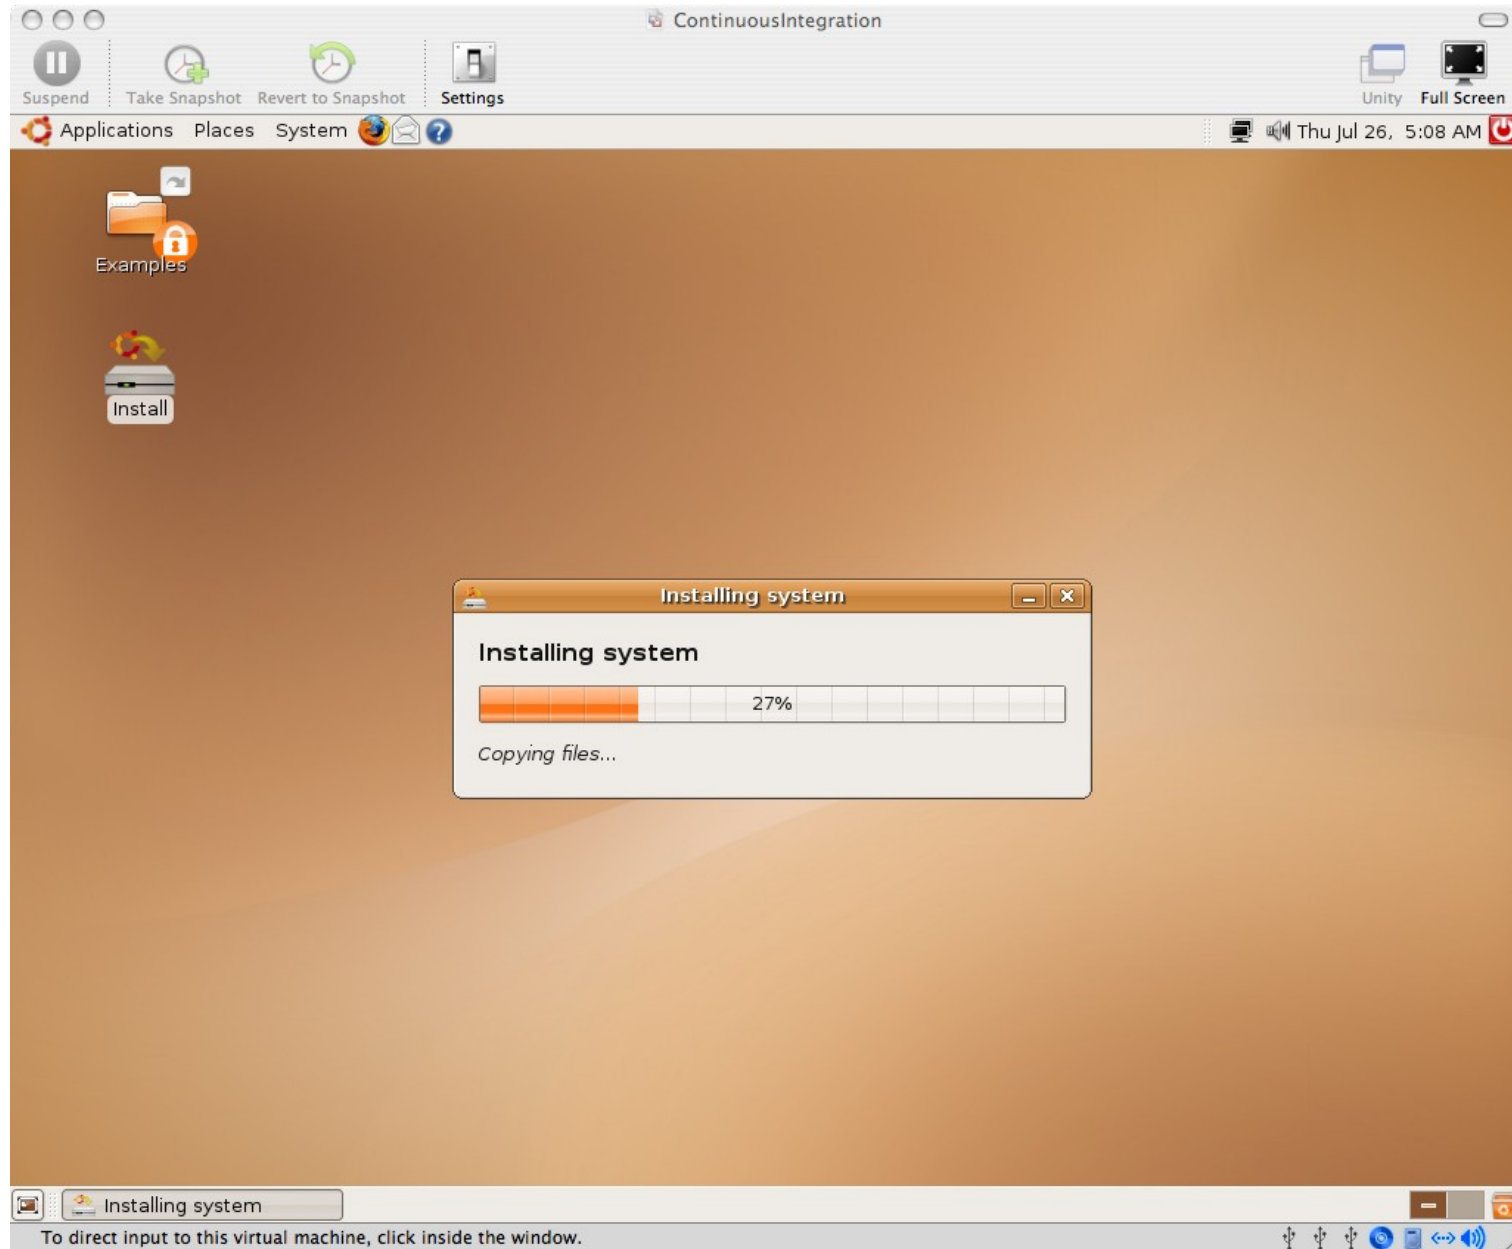 ContinuousIntegration
Suspend Take Snapshot Revert to Snapshot Settings Unity Full Screen
Applications Places System Thu Jul 26, 5:08 AM
Examples
Install
Installing system
Installing system
27%
Copying files...
Installing system
To direct input to this virtual machine, click inside the window.